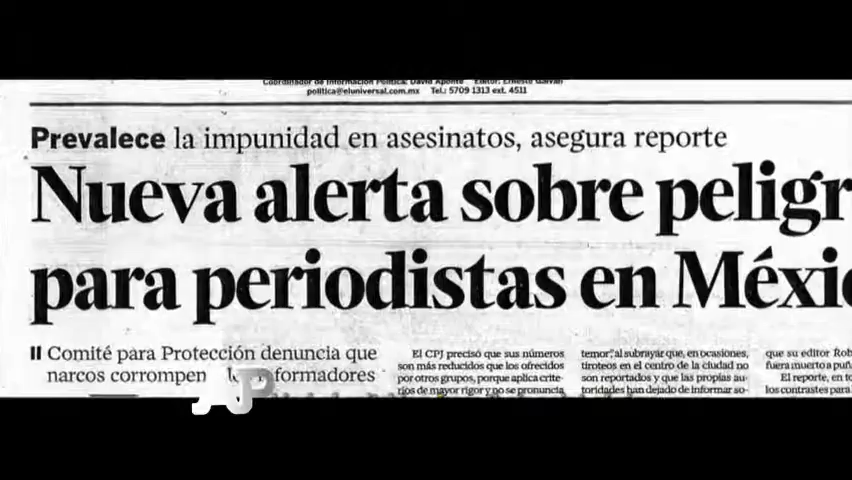 Coordinador de Información Política: David Aponte Editor: Ernesto Galván
politica@eluniversal.com.mx Tel.: 5709 1313 ext. 4511
Prevalece la impunidad en asesinatos, asegura reporte
Nueva alerta sobre peligr
para periodistas en Méxic
Comité para Protección denuncia que
narcos corrompen formadores
El CPJ precisó que sus números
son más reducidos que los ofrecidos
por otros grupos, porque aplica crite-
rios de mayor rigor y no se pronuncia
temor, al subrayar que, en ocasiones,
tiroteos en el centro de la ciudad no
son reportados y que las propias au-
toridades han dejado de informar so-
que su editor Rob
fuera muerto a puña
El reporte, en to
los contrastes para